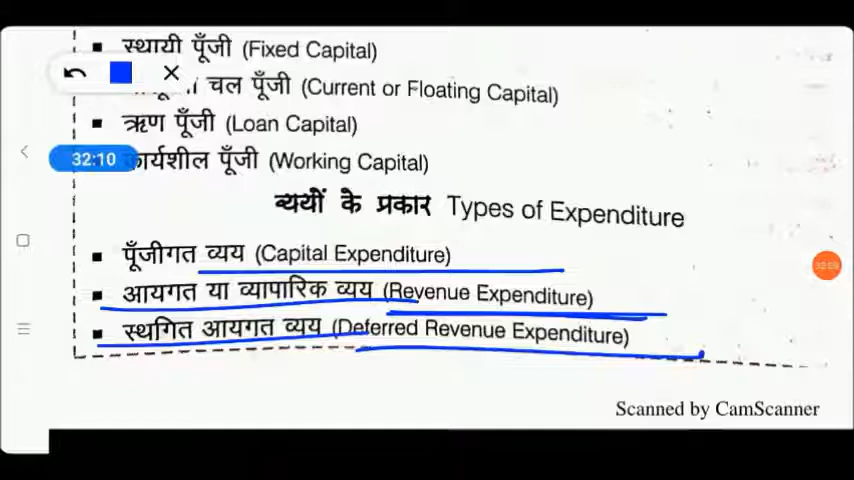 ▪ स्थायी पूँजी (Fixed Capital)
चल पूँजी (Current or Floating Capital)
▪ ऋण पूँजी (Loan Capital)
32:10
कार्यशील पूँजी (Working Capital)
व्ययों के प्रकार Types of Expenditure
▪ पूँजीगत व्यय (Capital Expenditure)
▪ आयगत या व्यापारिक व्यय (Revenue Expenditure)
▪ स्थगित आयगत व्यय (Deferred Revenue Expenditure)
Scanned by CamScanner